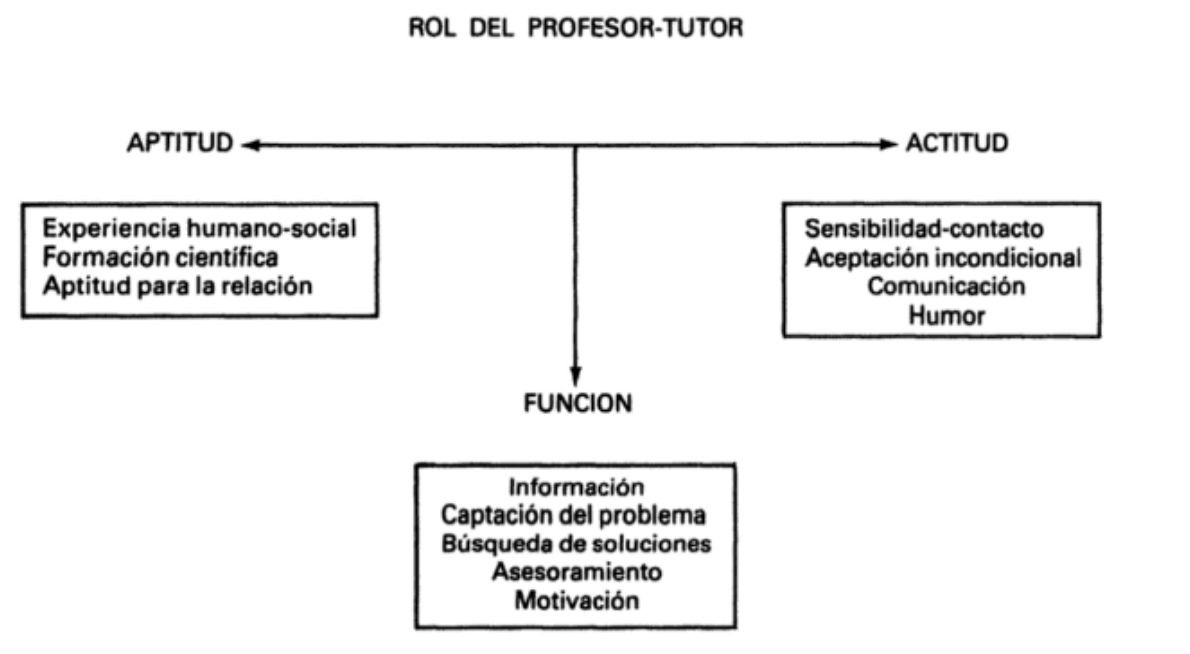 ROL DEL PROFESOR-TUTOR
APTITUD
ACTITUD
Experiencia humano-social
Formación científica
Aptitud para la relación
Sensibilidad-contacto
Aceptación incondicional
Comunicación
Humor
FUNCION
Información
Captación del problema
Búsqueda de soluciones
Asesoramiento
Motivación